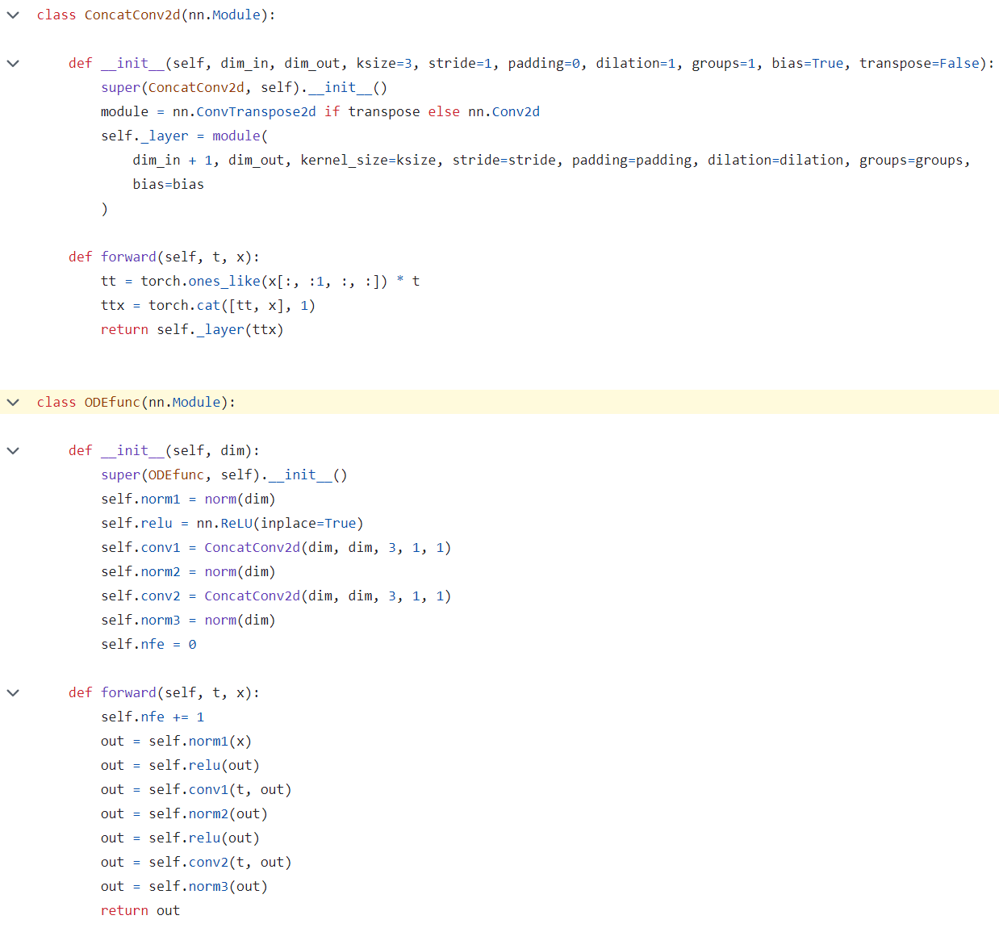 class ConcatConv2d(nn.Module):
def __init__(self, dim_in, dim_out, ksize=3, stride=1, padding=0, dilation=1, groups=1, bias=True, transpose=False):
super(ConcatConv2d, self).__init__()
module = nn.ConvTranspose2d if transpose else nn.Conv2d
self._layer = module(
dim_in + 1, dim_out, kernel_size=ksize, stride=stride, padding=padding, dilation=dilation, groups=groups,
bias=bias
)
def forward(self, t, x):
tt = torch.ones_like(x[:, :1, :, :]) * t
ttx = torch.cat([tt, x], 1)
return self._layer(ttx)
class ODEfunc(nn.Module):
def __init__(self, dim):
super(ODEfunc, self).__init__()
self.norm1 = norm(dim)
self.relu = nn.ReLU(inplace=True)
self.conv1 = ConcatConv2d(dim, dim, 3, 1, 1)
self.norm2 = norm(dim)
self.conv2 = ConcatConv2d(dim, dim, 3, 1, 1)
self.norm3 = norm(dim)
self.nfe = 0
def forward(self, t, x):
self.nfe += 1
out = self.norm1(x)
out = self.relu(out)
out = self.conv1(t, out)
out = self.norm2(out)
out = self.relu(out)
out = self.conv2(t, out)
out = self.norm3(out)
return out